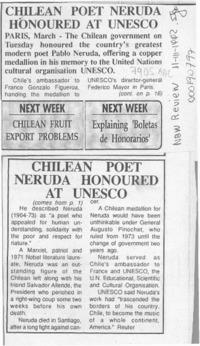 CHILEAN POET NERUDA
HONOURED AT UNESCO
PARIS, March - The Chilean government on
Tuesday honoured the country's greatest
modern poet Pablo Neruda, offering a copper
medallion in his memory to the United Nations
cultural organisation UNESCO.
Chile's ambassador to
France Gonzalo Figueroa,
handing the medallion to
UNESCO's director-general
Federico Mayor in Paris.
(cont. on p. 16)
NEXT WEEK
CHILEAN FRUIT
EXPORT PROBLEMS
NEXT WEEK
Explaining 'Boletas
de Honorarios'
CHILEAN POET
NERUDA HONOURED
AT UNESCO
(comes from p. 1)
He described Neruda
(1904-73) as "a poet who
appealed for human un-
derstanding, solidarity with
the poor and respect for
nature."
A Marxist, patriot and
1971 Nobel literature laure-
ate, Neruda was an out-
standing figure of the
Chilean left along with his
friend Salvador Allende, the
President who perished in
a right-wing coup some two
weeks before his own
death.
Neruda died in Santiago,
after a long fight against can-
cer.
A Chilean medallion for
Neruda would have been
unthinkable under General
Augusto Pinochet, who
ruled from 1973 until the
change of government two
years ago.
Neruda served as
Chile's ambassador to
France and UNESCO, the
U.N. Educational, Scientific
and Cultural Organisation.
UNESCO said Neruda's
work had "transcended the
borders of his country,
Chile, to become the music
of a whole continent,
America." Reuter